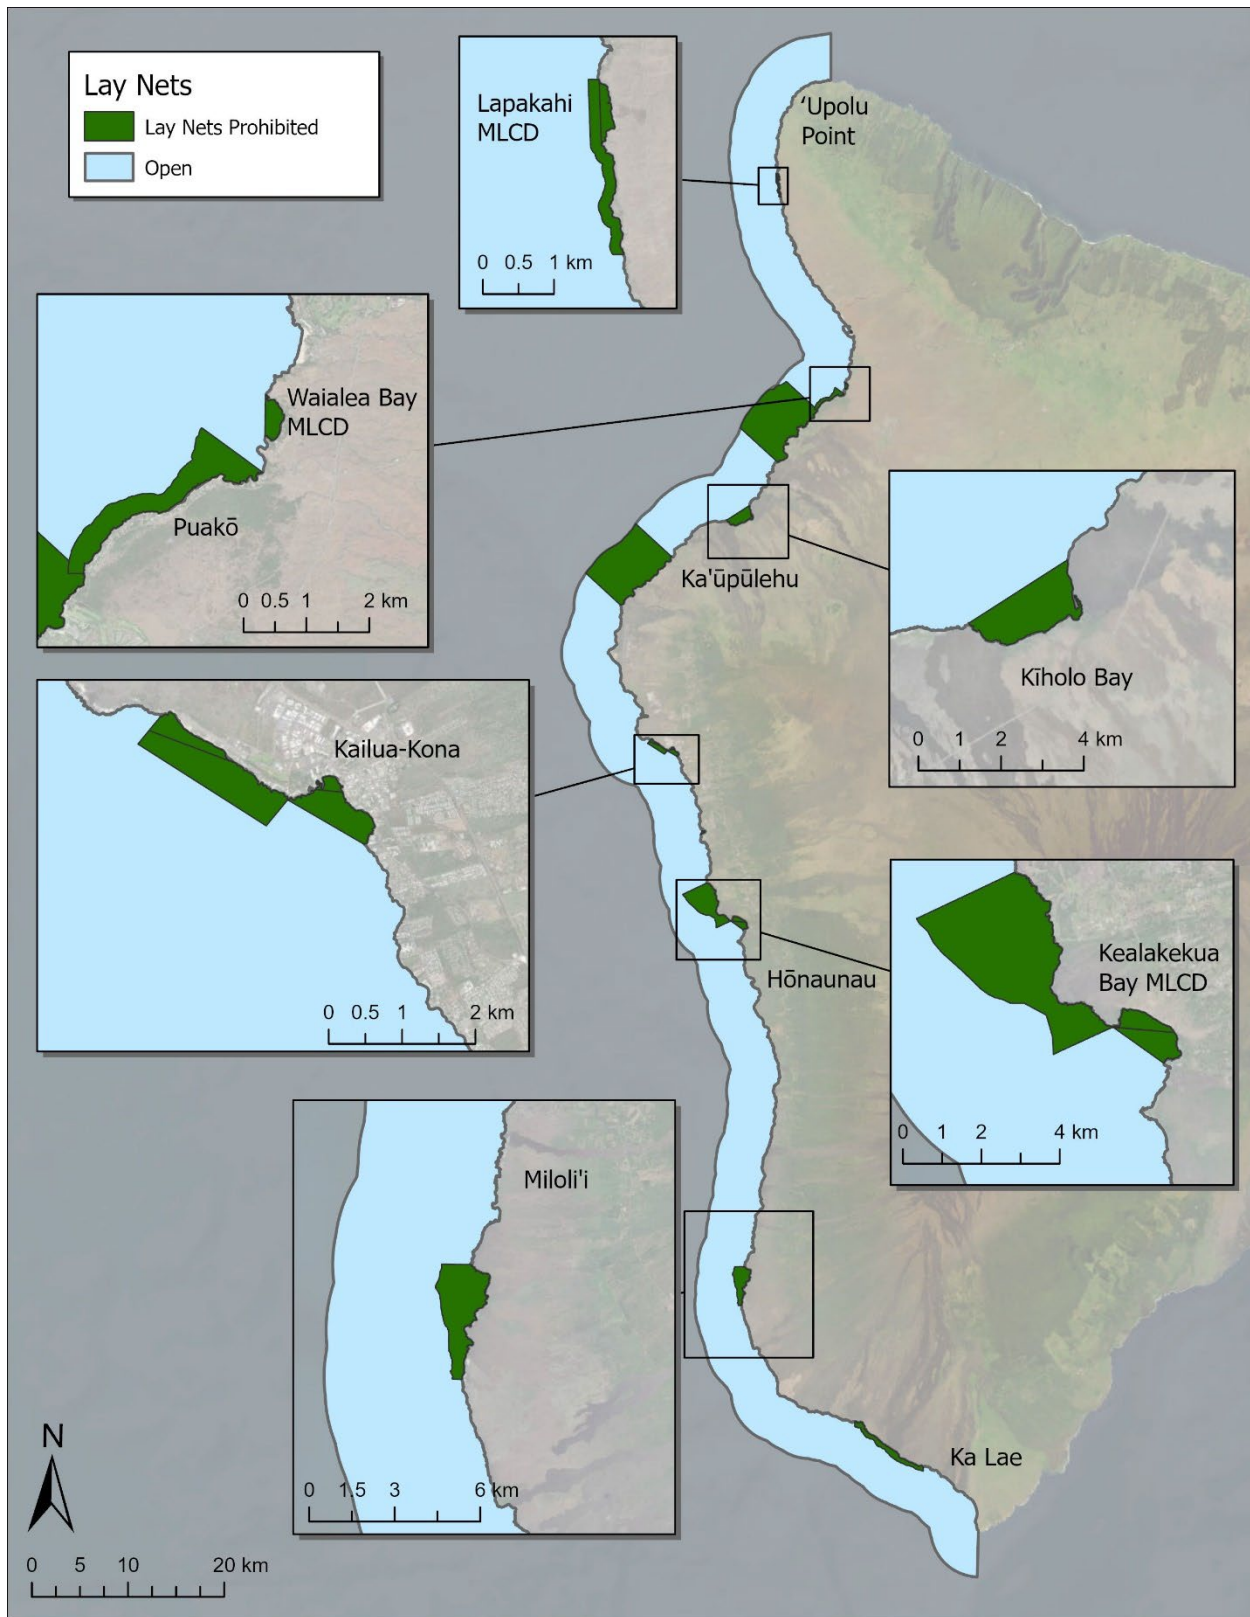 Lay Nets
Lay Nets Prohibited
Open
Lapakahi
MLCD
0 0.5 1 km
ʻUpolu
Point
Waialea Bay
MLCD
Puakō
0 0.5 1 2 km
Ka'ūpūlehu
Kīholo Bay
0 1 2 4 km
Kailua-Kona
0 0.5 1 2 km
Hōnaunau
Kealakekua
Bay MLCD
0 1 2 4 km
Miloli'i
0 1.5 3 6 km
Ka Lae
N
0 5 10 20 km